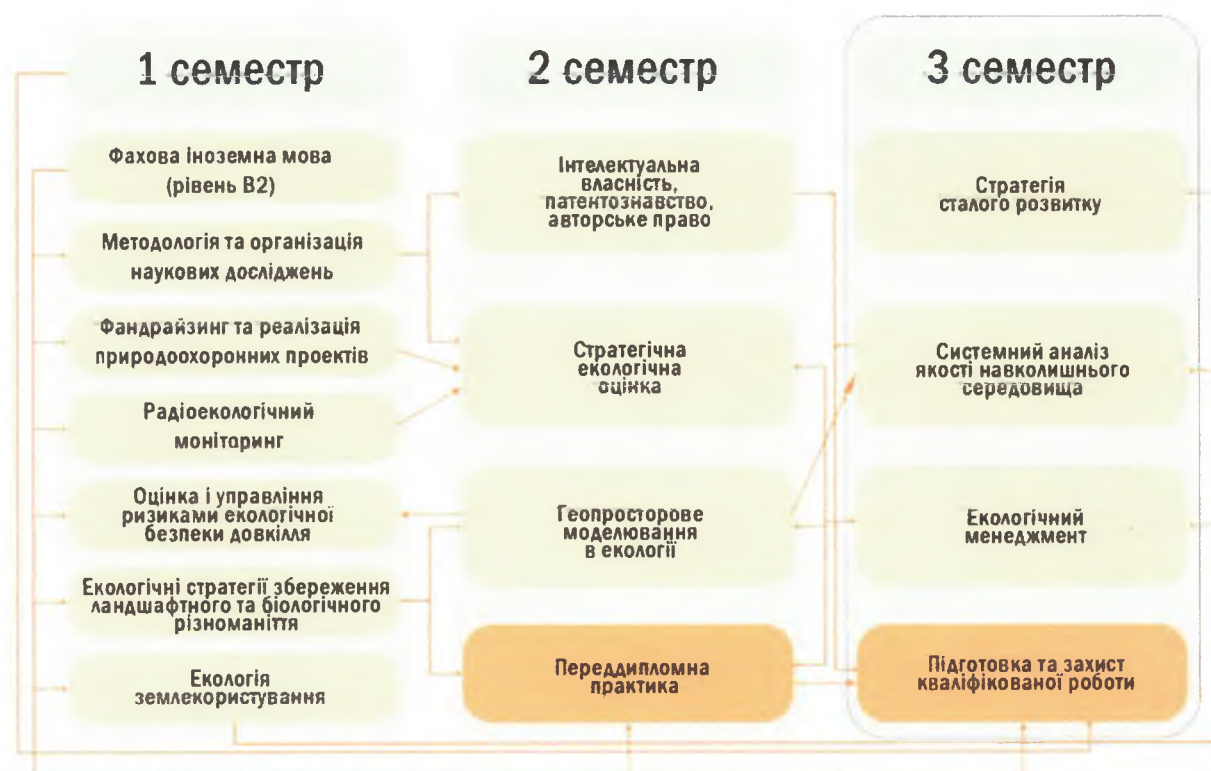 1 семестр
Фахова іноземна мова
(рівень В2)
Методологія та організація
наукових досліджень
Фандрайзинг та реалізація
природоохоронних проектів
Радіоекологічний
моніторинг
Оцінка і управління
ризиками екологічної
безпеки довкілля
Екологічні стратегії збереження
ландшафтного та біологічного
різноманіття
Екологія
землекористування
2 семестр
Інтелектуальна
власність,
патентознавство,
авторське право
Стратегічна
екологічна
оцінка
Геопросторове
моделювання
в екології
Переддипломна
практика
3 семестр
Стратегія
сталого розвитку
Системний аналіз
якості навколишнього
середовища
Екологічний
менеджмент
Підготовка та захист
кваліфікованої роботи